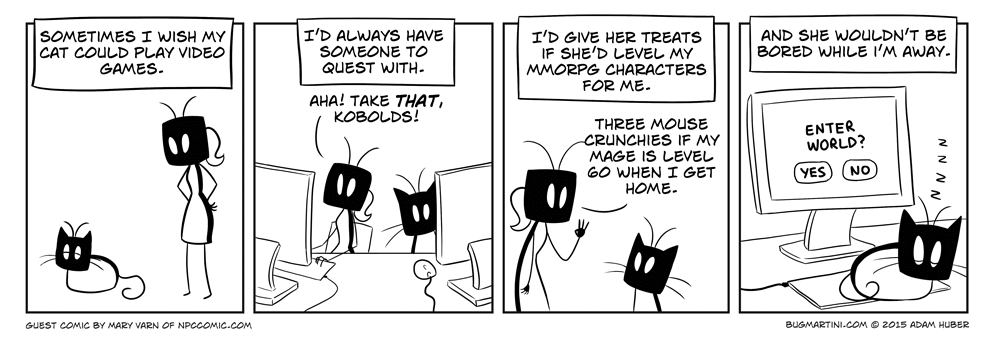 SOMETIMES I WISH MY
CAT COULD PLAY VIDEO
GAMES.
I'D ALWAYS HAVE
SOMEONE TO
QUEST WITH.
AHA! TAKE THAT,
KOBOLDS!
I'D GIVE HER TREATS
IF SHE'D LEVEL MY
MMORPG CHARACTERS
FOR ME.
THREE MOUSE
CRUNCHIES IF MY
MAGE IS LEVEL
GO WHEN I GET
HOME.
AND SHE WOULDN'T BE
BORED WHILE I'M AWAY.
ENTER
WORLD?
YES NO
N N N N
GUEST COMIC BY MARY VARN OF NPCCOMIC.COM
BUGMARTINI.COM © 2015 ADAM HUBER